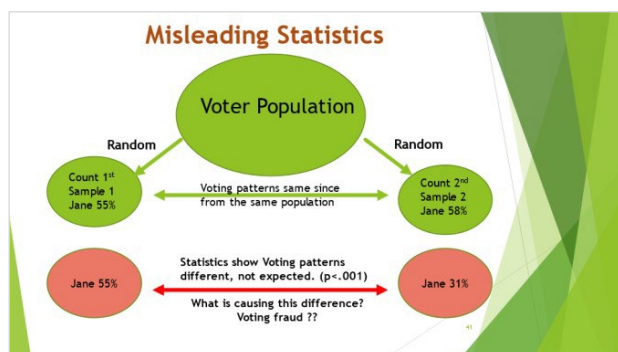 Misleading Statistics
Voter Population
Random
Random
Count 1st
Sample 1
Jane 55%
Voting patterns same since
from the same population
Count 2nd
Sample 2
Jane 58%
Statistics show Voting patterns
different, not expected. (p<.001)
Jane 55%
Jane 31%
What is causing this difference?
Voting fraud ??
41